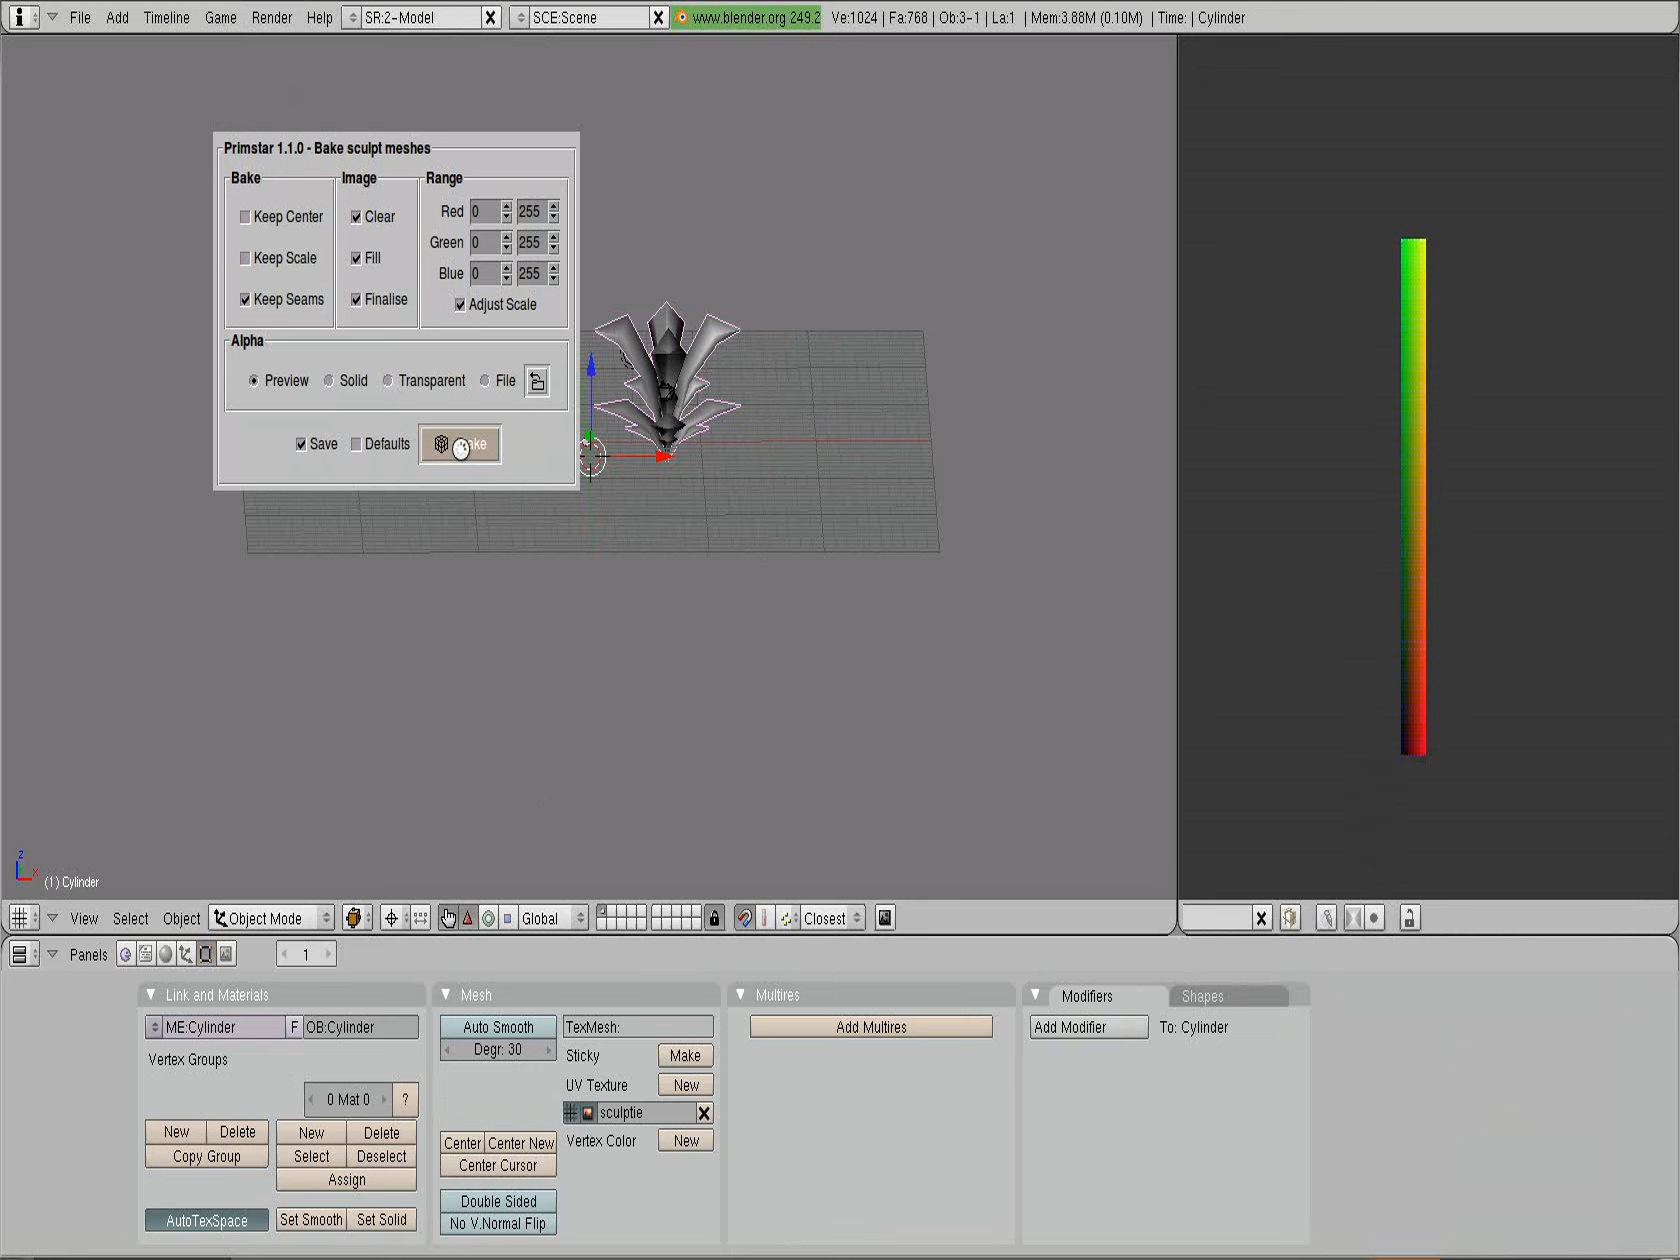 File Add Timeline Game Render Help SR:2-Model X SCE:Scene X www.blender.org 249.2 Ve:1024 | Fa:768 | Ob:3-1 | La:1 | Mem:3.88M (0.10M) | Time: | Cylinder
Primstar 1.1.0 - Bake sculpt meshes
Bake Image Range
Red 0 255
Keep Center Clear
Green 0 255
Keep Scale Fill
Blue 0 255
Keep Seams Finalise
Adjust Scale
Alpha
Preview Solid Transparent File
Save Defaults
z
x
(1) Cylinder
View Select Object Object Mode Global Closest X
Panels 1
Link and Materials Mesh Multires Modifiers Shapes
ME:Cylinder F OB:Cylinder Auto Smooth TexMesh: Add Multires Add Modifier To: Cylinder
Degr: 30
Vertex Groups Sticky Make
UV Texture New
0 Mat 0 ?
sculptie X
New Delete New Delete
Center Center New Vertex Color New
Copy Group Select Deselect
Center Cursor
Assign
Double Sided
AutoTexSpace Set Smooth Set Solid
No V.Normal Flip